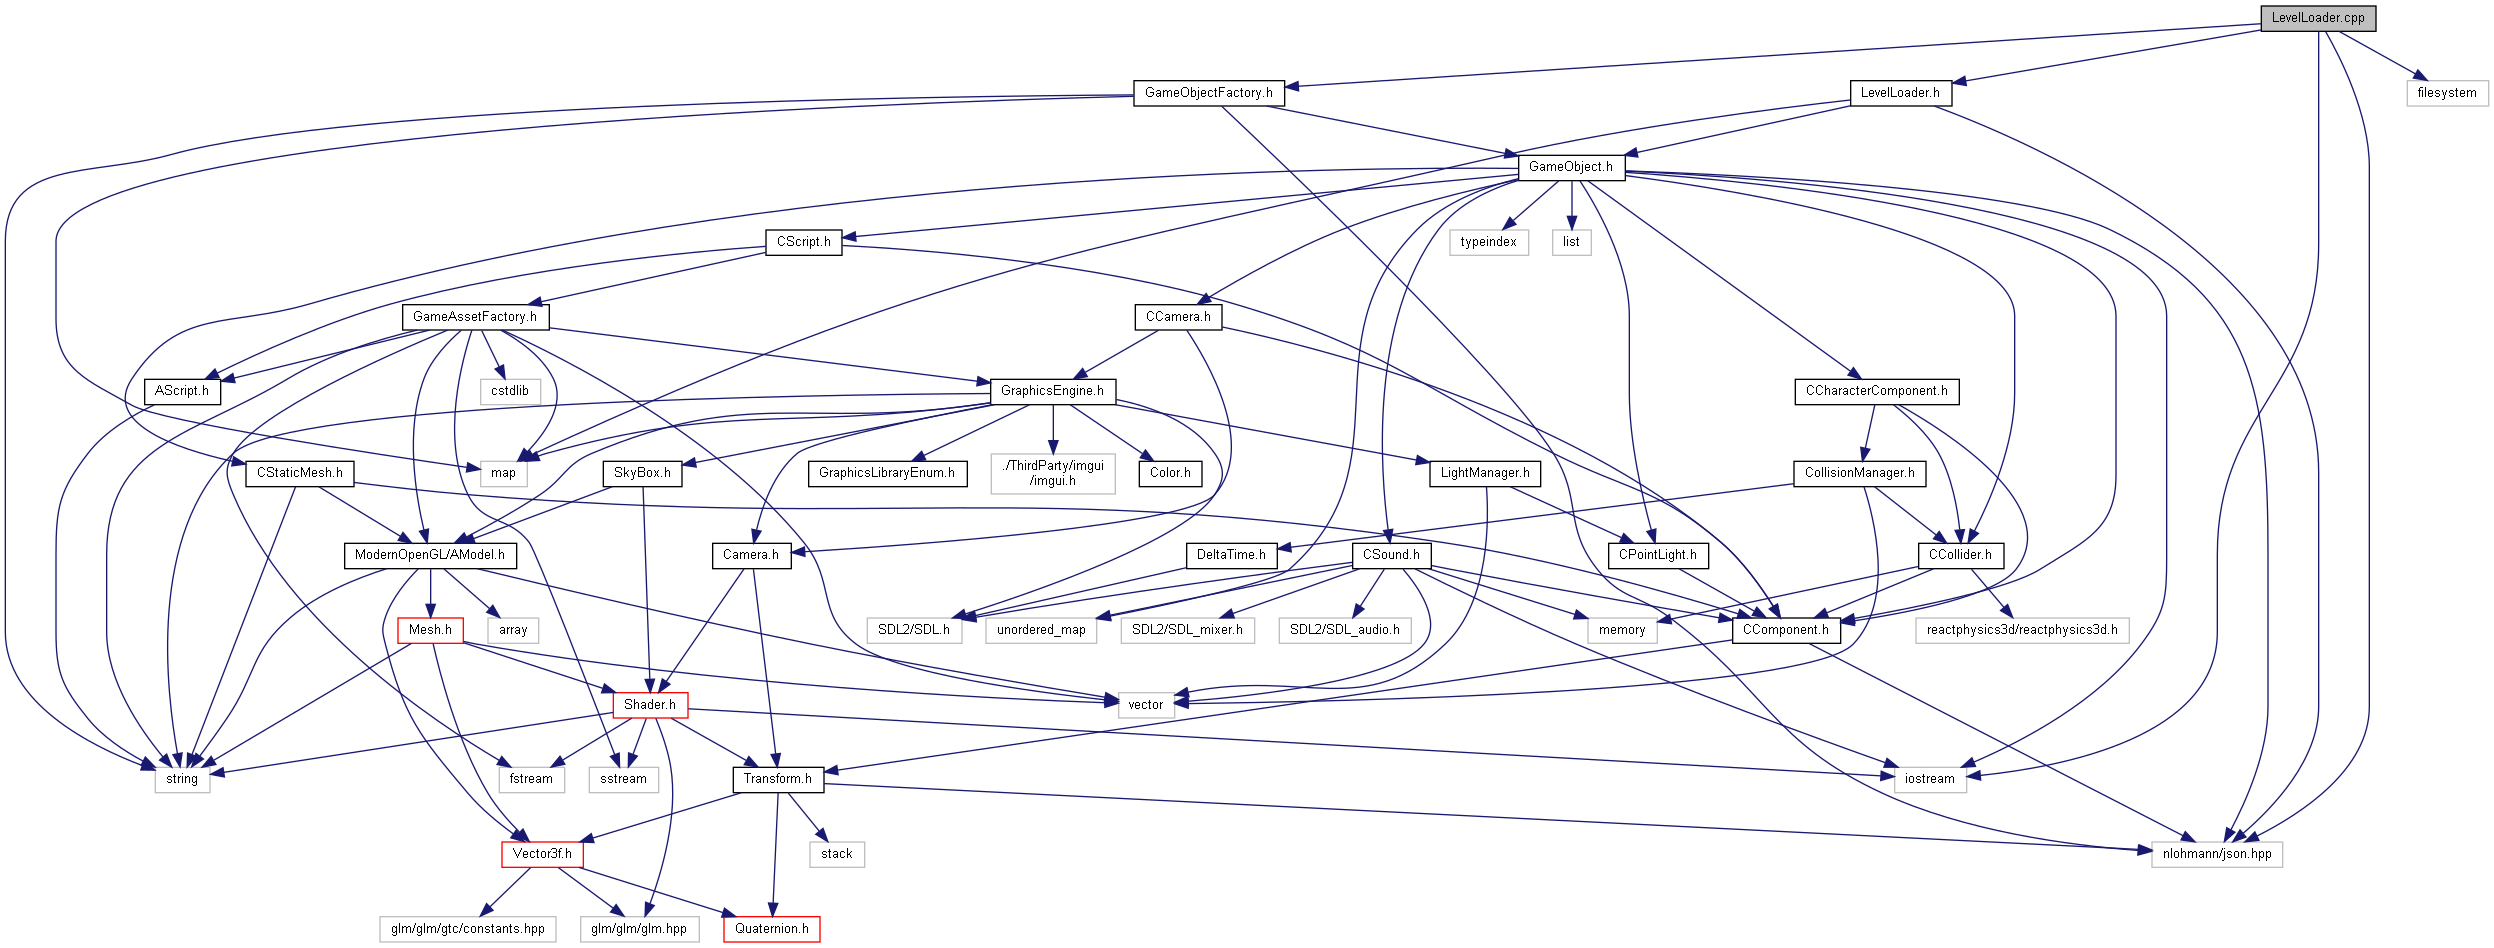 LevelLoader.cpp
GameObjectFactory.h
LevelLoader.h
filesystem
GameObject.h
CScript.h
typeindex
list
GameAssetFactory.h
CCamera.h
AScript.h
cstdlib
GraphicsEngine.h
CCharacterComponent.h
CStaticMesh.h
map
SkyBox.h
GraphicsLibraryEnum.h
./ThirdParty/imgui
/imgui.h
Color.h
LightManager.h
CollisionManager.h
ModernOpenGL/AModel.h
Camera.h
DeltaTime.h
CSound.h
CPointLight.h
CCollider.h
Mesh.h
array
SDL2/SDL.h
unordered_map
SDL2/SDL_mixer.h
SDL2/SDL_audio.h
memory
CComponent.h
reactphysics3d/reactphysics3d.h
Shader.h
vector
string
fstream
sstream
Transform.h
iostream
Vector3f.h
stack
nlohmann/json.hpp
glm/glm/gtc/constants.hpp
glm/glm/glm.hpp
Quaternion.h